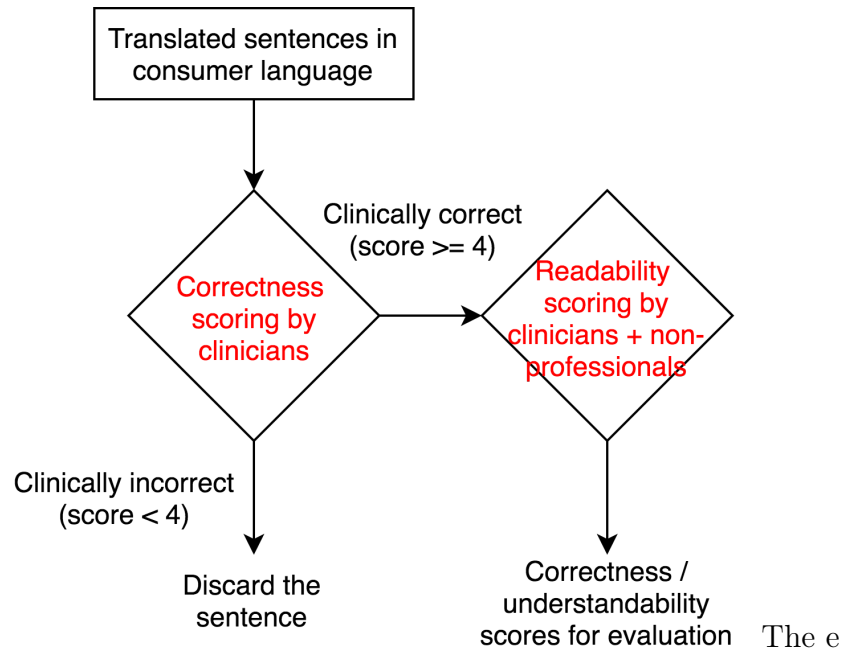 Translated sentences in
consumer language
Clinically correct
(score >= 4)
Correctness
scoring by
clinicians
Readability
scoring by
clinicians + non-
professionals
Clinically incorrect
(score < 4)
Discard the
sentence
Correctness /
understandability
scores for evaluation
The e